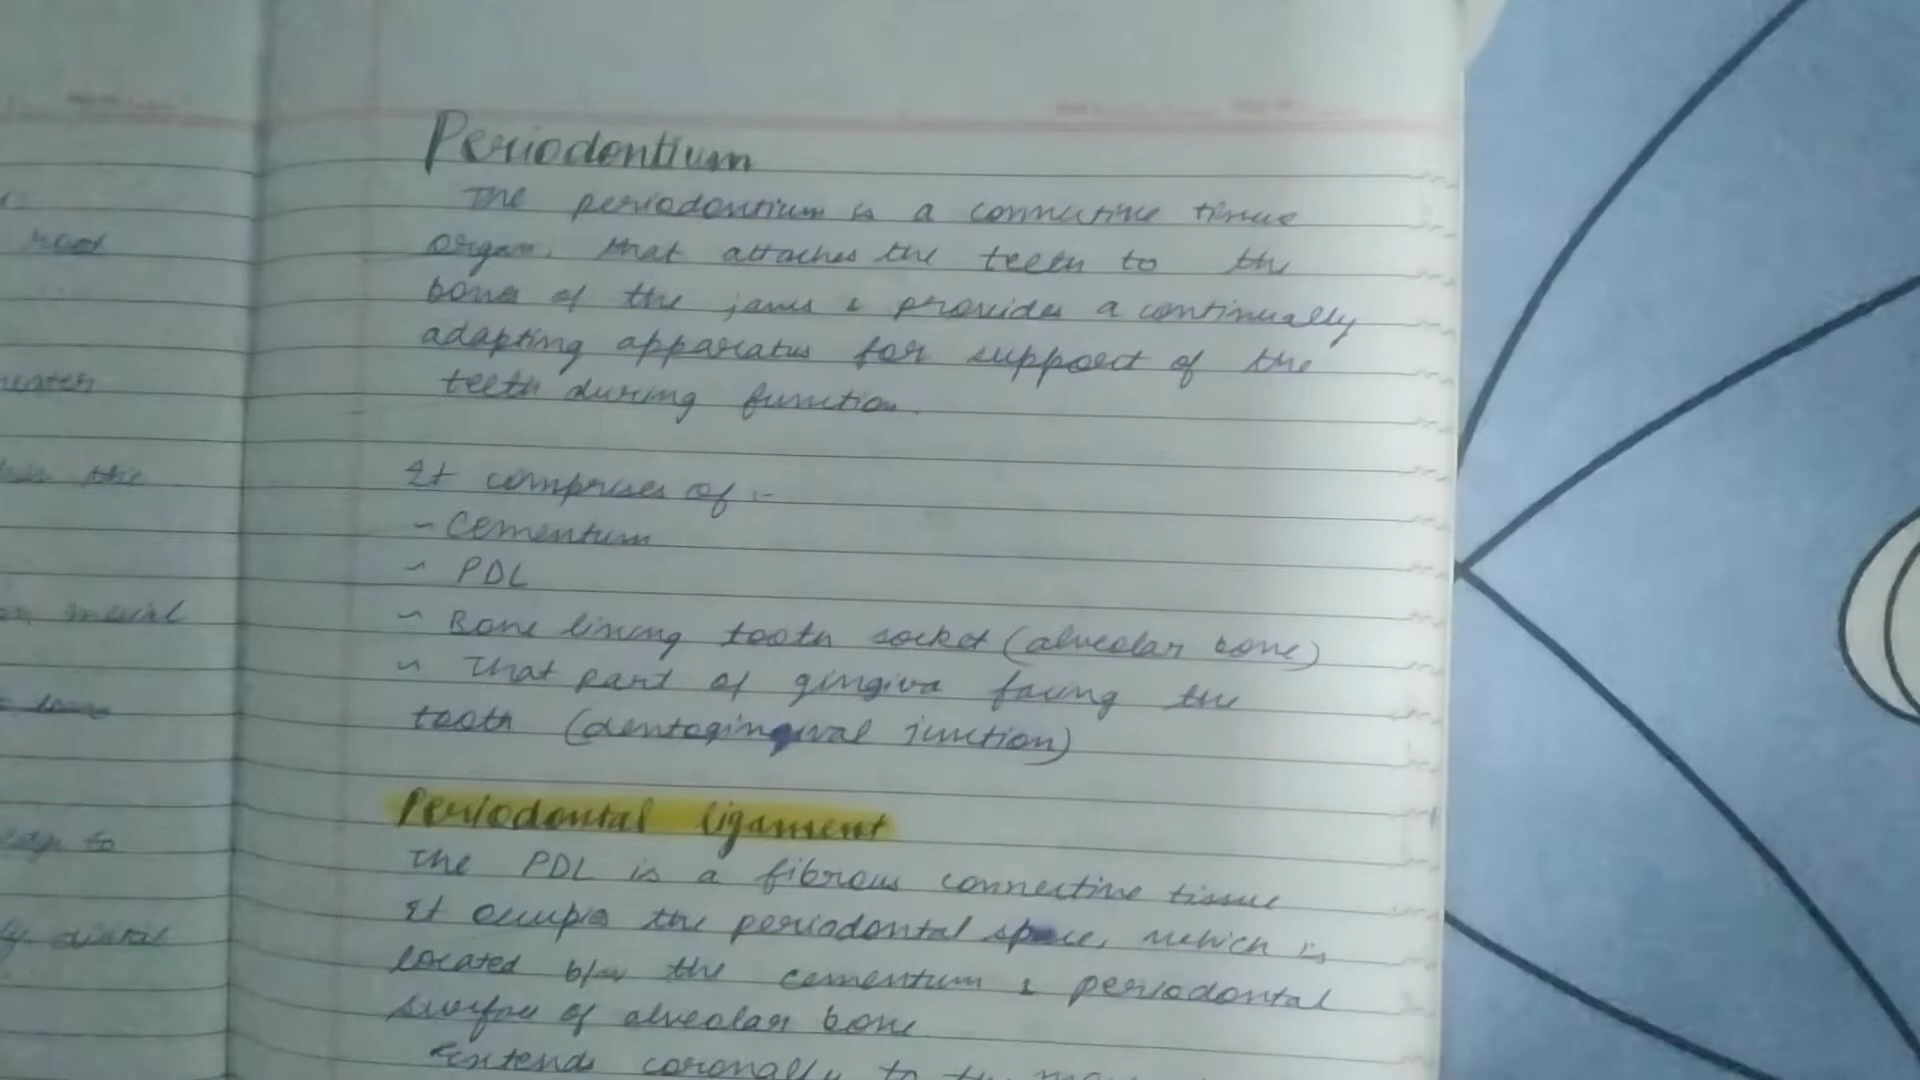 root
Periodontium
The periodontium is a connective tissue
organ, that attaches the teeth to the
bones of the jaws & provides a continually
adapting apparatus for support of the
teeth during function.
It comprises of :-
- Cementum
- PDL
- Bone lining tooth socket (alveolar bone)
- That part of gingiva facing the
tooth (dentogingival junction)
Periodontal ligament
The PDL is a fibrous connective tissue
It occupies the periodontal space, which is
located b/w the cementum & periodontal
surface of alveolar bone
Extends coronally to